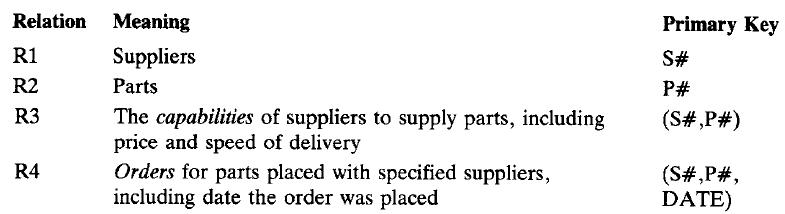 Relation Meaning Primary Key
R1 Suppliers S#
R2 Parts P#
R3 The capabilities of suppliers to supply parts, including (S#,P#)
price and speed of delivery
R4 Orders for parts placed with specified suppliers, (S#,P#,
including date the order was placed DATE)